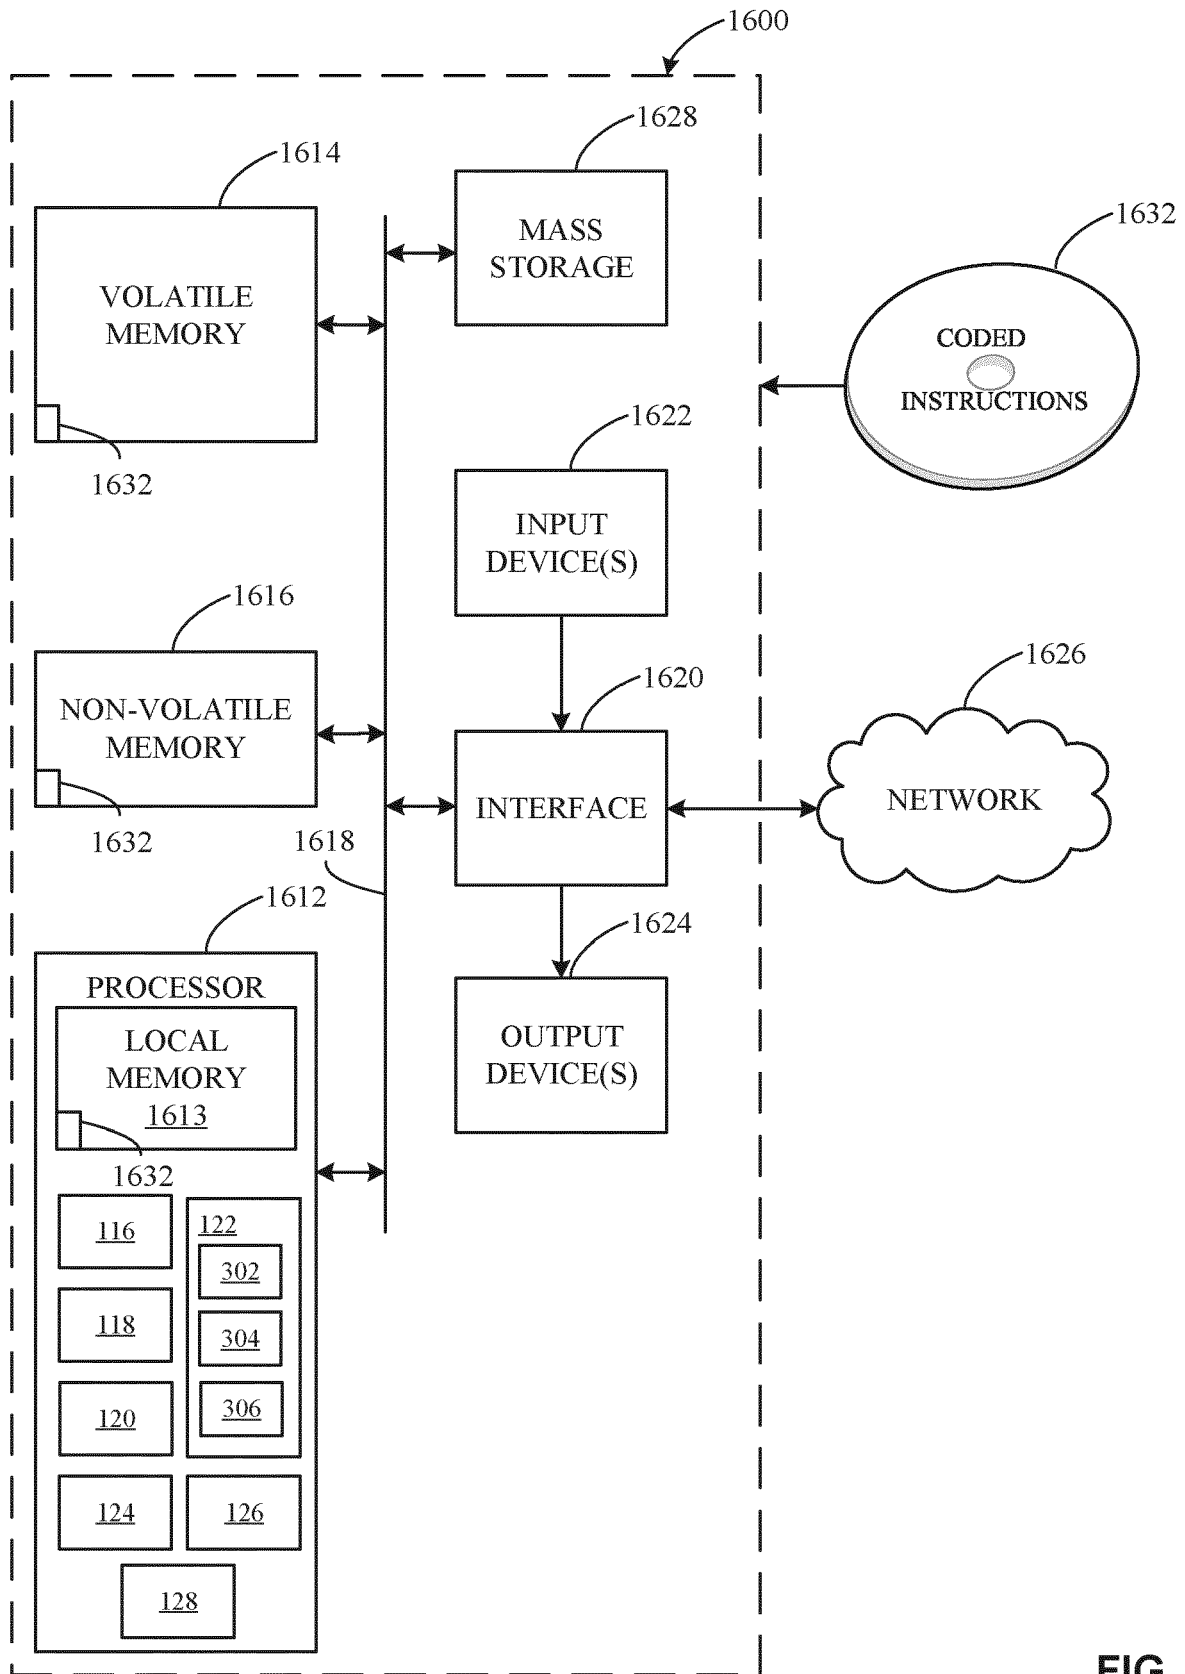 1600
1628
1614
MASS
STORAGE
1632
VOLATILE
MEMORY
CODED
INSTRUCTIONS
1622
1632
INPUT
DEVICE(S)
1616
1626
1620
NON-VOLATILE
MEMORY
NETWORK
INTERFACE
1632
1618
1612
1624
PROCESSOR
LOCAL
MEMORY
1613
OUTPUT
DEVICE(S)
1632
116
122
302
118
304
120
306
124
126
128
FIG